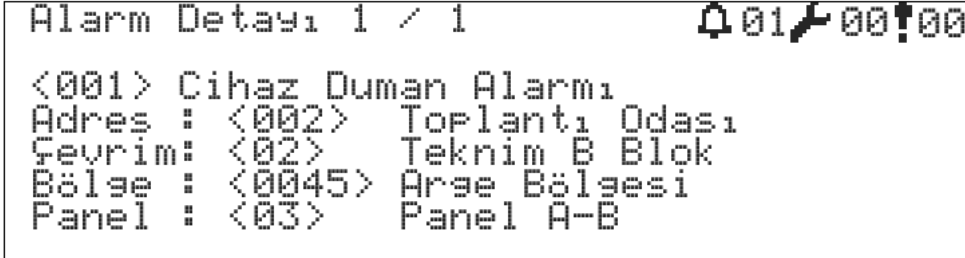 Alarm Detayı 1 / 1 01 00 00
<001> Cihaz Duman Alarmı
Adres : <002> Toplantı Odası
Çevrim: <02> Teknim B Blok
Bölge : <0045> Arge Bölgesi
Panel : <03> Panel A-B